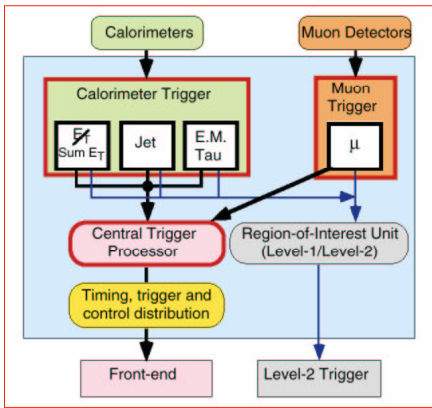 Calorimeters
Muon Detectors
Calorimeter Trigger
Muon
Trigger
E̸T
Sum ET
Jet
E.M.
Tau
μ
Central Trigger
Processor
Region-of-Interest Unit
(Level-1/Level-2)
Timing, trigger and
control distribution
Front-end
Level-2 Trigger